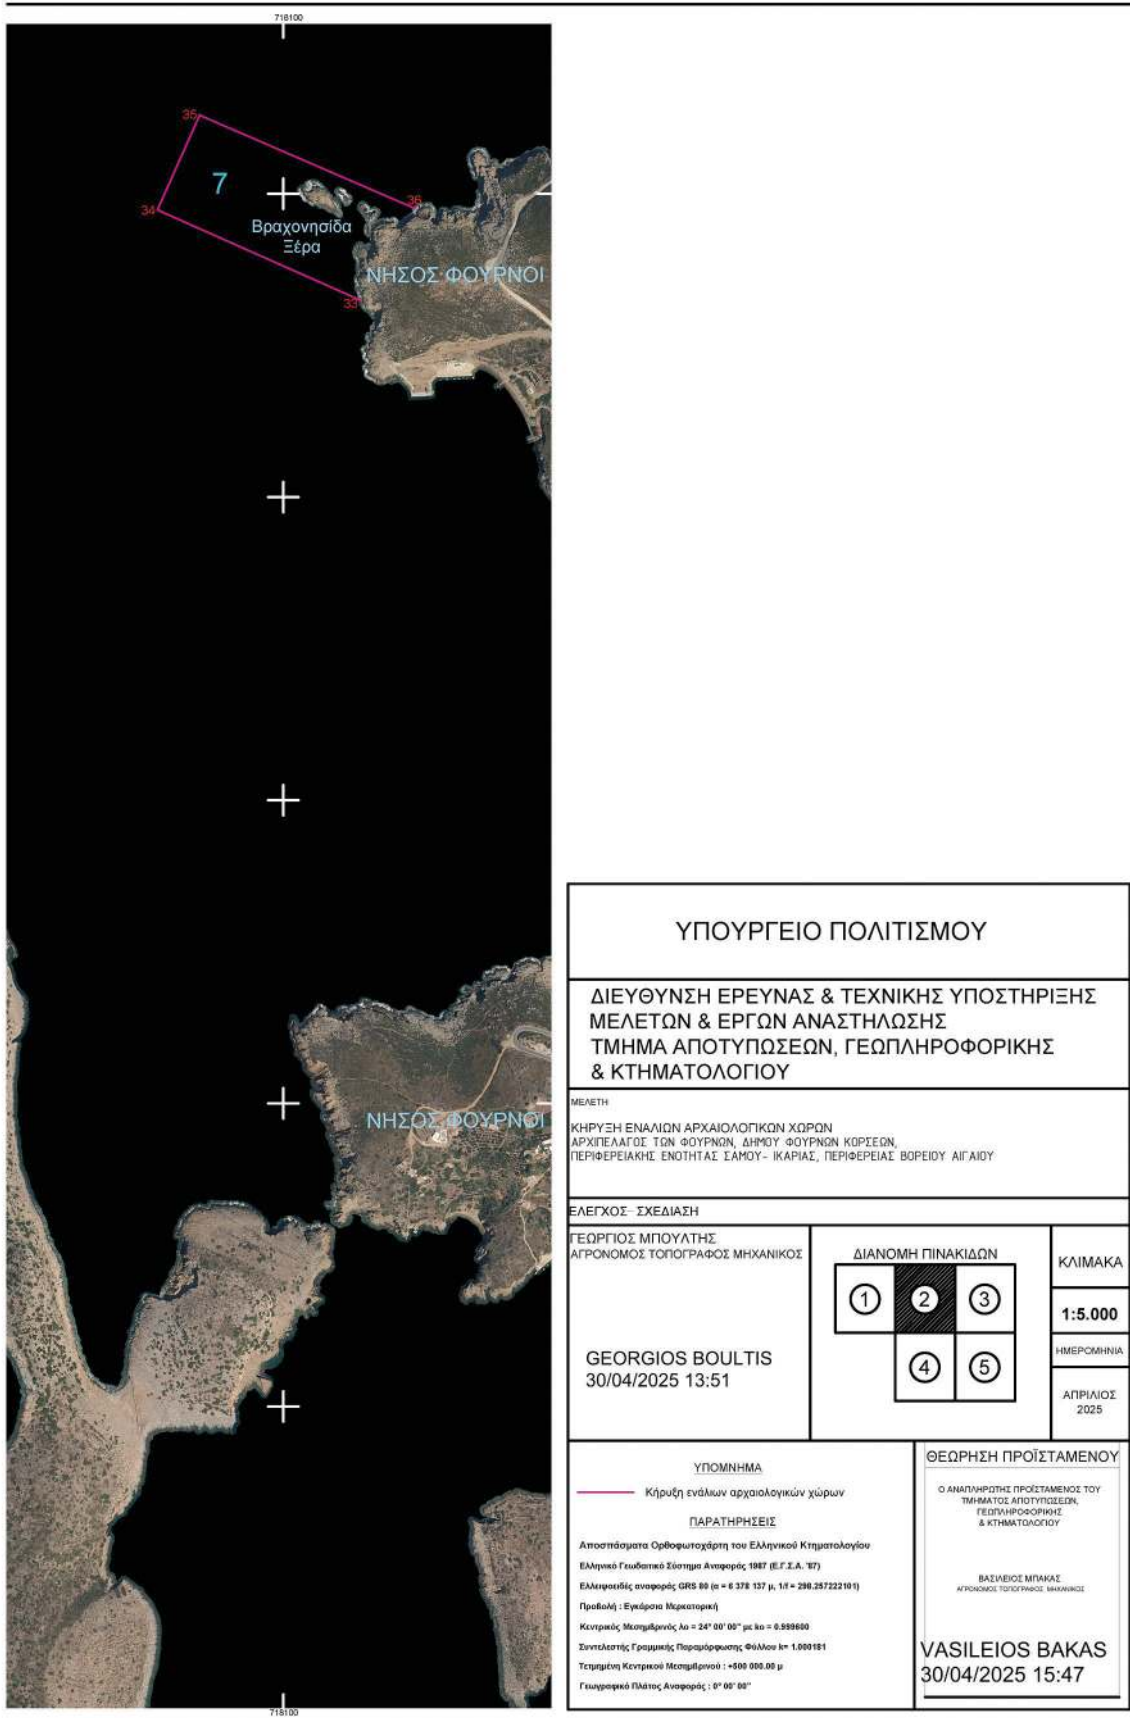 718100
35
7
36
34
Βραχονησίδα
Ξέρα
ΝΗΣΟΣ ΦΟΥΡΝΟΙ
33
ΝΗΣΟΣ ΦΟΥΡΝΟΙ
718100
ΥΠΟΥΡΓΕΙΟ ΠΟΛΙΤΙΣΜΟΥ
ΔΙΕΥΘΥΝΣΗ ΕΡΕΥΝΑΣ & ΤΕΧΝΙΚΗΣ ΥΠΟΣΤΗΡΙΞΗΣ
ΜΕΛΕΤΩΝ & ΕΡΓΩΝ ΑΝΑΣΤΗΛΩΣΗΣ
ΤΜΗΜΑ ΑΠΟΤΥΠΩΣΕΩΝ, ΓΕΩΠΛΗΡΟΦΟΡΙΚΗΣ
& ΚΤΗΜΑΤΟΛΟΓΙΟΥ
ΜΕΛΕΤΗ
ΚΗΡΥΞΗ ΕΝΑΛΙΩΝ ΑΡΧΑΙΟΛΟΓΙΚΩΝ ΧΩΡΩΝ
ΑΡΧΙΠΕΛΑΓΟΣ ΤΩΝ ΦΟΥΡΝΩΝ, ΔΗΜΟΥ ΦΟΥΡΝΩΝ ΚΟΡΣΕΩΝ,
ΠΕΡΙΦΕΡΕΙΑΚΗΣ ΕΝΟΤΗΤΑΣ ΣΑΜΟΥ- ΙΚΑΡΙΑΣ, ΠΕΡΙΦΕΡΕΙΑΣ ΒΟΡΕΙΟΥ ΑΙΓΑΙΟΥ
ΕΛΕΓΧΟΣ- ΣΧΕΔΙΑΣΗ
ΓΕΩΡΓΙΟΣ ΜΠΟΥΛΤΗΣ
ΑΓΡΟΝΟΜΟΣ ΤΟΠΟΓΡΑΦΟΣ ΜΗΧΑΝΙΚΟΣ
GEORGIOS BOULTIS
30/04/2025 13:51
ΔΙΑΝΟΜΗ ΠΙΝΑΚΙΔΩΝ
1 2 3
4 5
ΚΛΙΜΑΚΑ
1:5.000
ΗΜΕΡΟΜΗΝΙΑ
ΑΠΡΙΛΙΟΣ
2025
ΥΠΟΜΝΗΜΑ
Κήρυξη ενάλιων αρχαιολογικών χώρων
ΠΑΡΑΤΗΡΗΣΕΙΣ
Αποσπάσματα Ορθοφωτοχάρτη του Ελληνικού Κτηματολογίου
Ελληνικό Γεωδαιτικό Σύστημα Αναφοράς 1987 (Ε.Γ.Σ.Α. '87)
Ελλειψοειδές αναφοράς GRS 80 (α = 6 378 137 μ, 1/f = 298.257222101)
Προβολή : Εγκάρσια Μερκατορική
Κεντρικός Μεσημβρινός λο = 24° 00' 00" με ko = 0.999600
Συντελεστής Γραμμικής Παραμόρφωσης Φύλλου k= 1.000181
Τετμημένη Κεντρικού Μεσημβρινού : +500 000.00 μ
Γεωγραφικό Πλάτος Αναφοράς : 0° 00' 00"
ΘΕΩΡΗΣΗ ΠΡΟΪΣΤΑΜΕΝΟΥ
Ο ΑΝΑΠΛΗΡΩΤΗΣ ΠΡΟΪΣΤΑΜΕΝΟΣ ΤΟΥ
ΤΜΗΜΑΤΟΣ ΑΠΟΤΥΠΩΣΕΩΝ,
ΓΕΩΠΛΗΡΟΦΟΡΙΚΗΣ
& ΚΤΗΜΑΤΟΛΟΓΙΟΥ
ΒΑΣΙΛΕΙΟΣ ΜΠΑΚΑΣ
ΑΓΡΟΝΟΜΟΣ ΤΟΠΟΓΡΑΦΟΣ ΜΗΧΑΝΙΚΟΣ
VASILEIOS BAKAS
30/04/2025 15:47